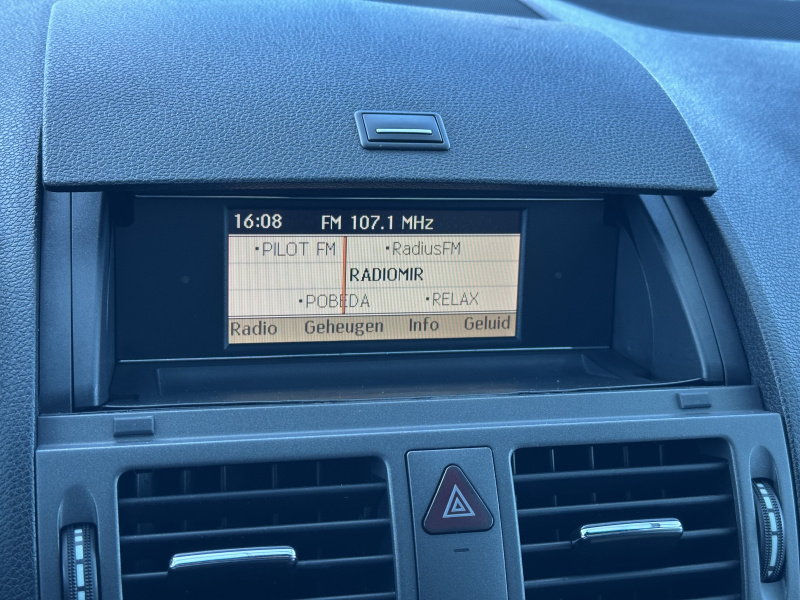 16:08 FM 107.1 MHz
•PILOT FM •RadiusFM
RADIOMIR
•POBEDA •RELAX
Radio Geheugen Info Geluid